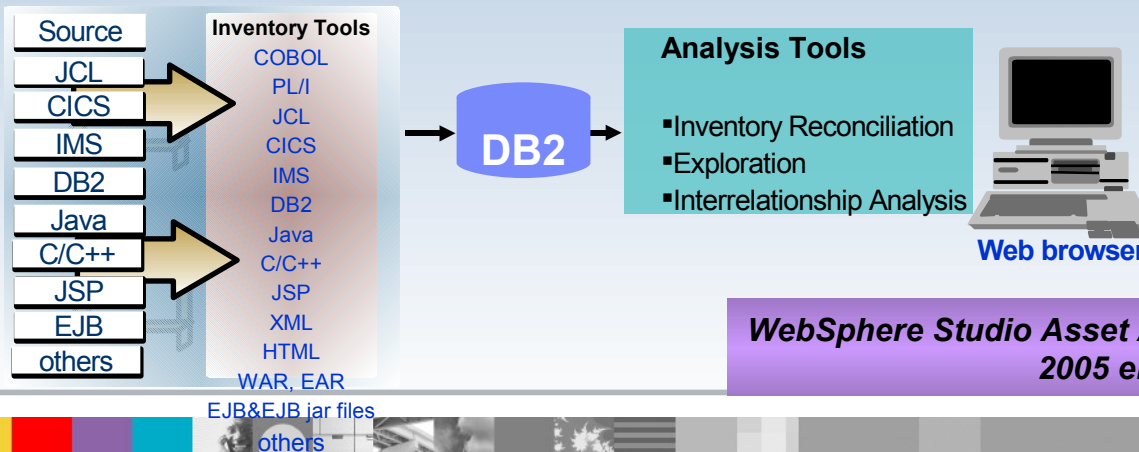 Source
JCL
CICS
IMS
DB2
Java
C/C++
JSP
EJB
others
Inventory Tools
COBOL
PL/I
JCL
CICS
IMS
DB2
Java
C/C++
JSP
XML
HTML
WAR, EAR
EJB&EJB jar files
others
DB2
Analysis Tools
▪Inventory Reconciliation
▪Exploration
▪Interrelationship Analysis
Web browser
WebSphere Studio Asset
2005